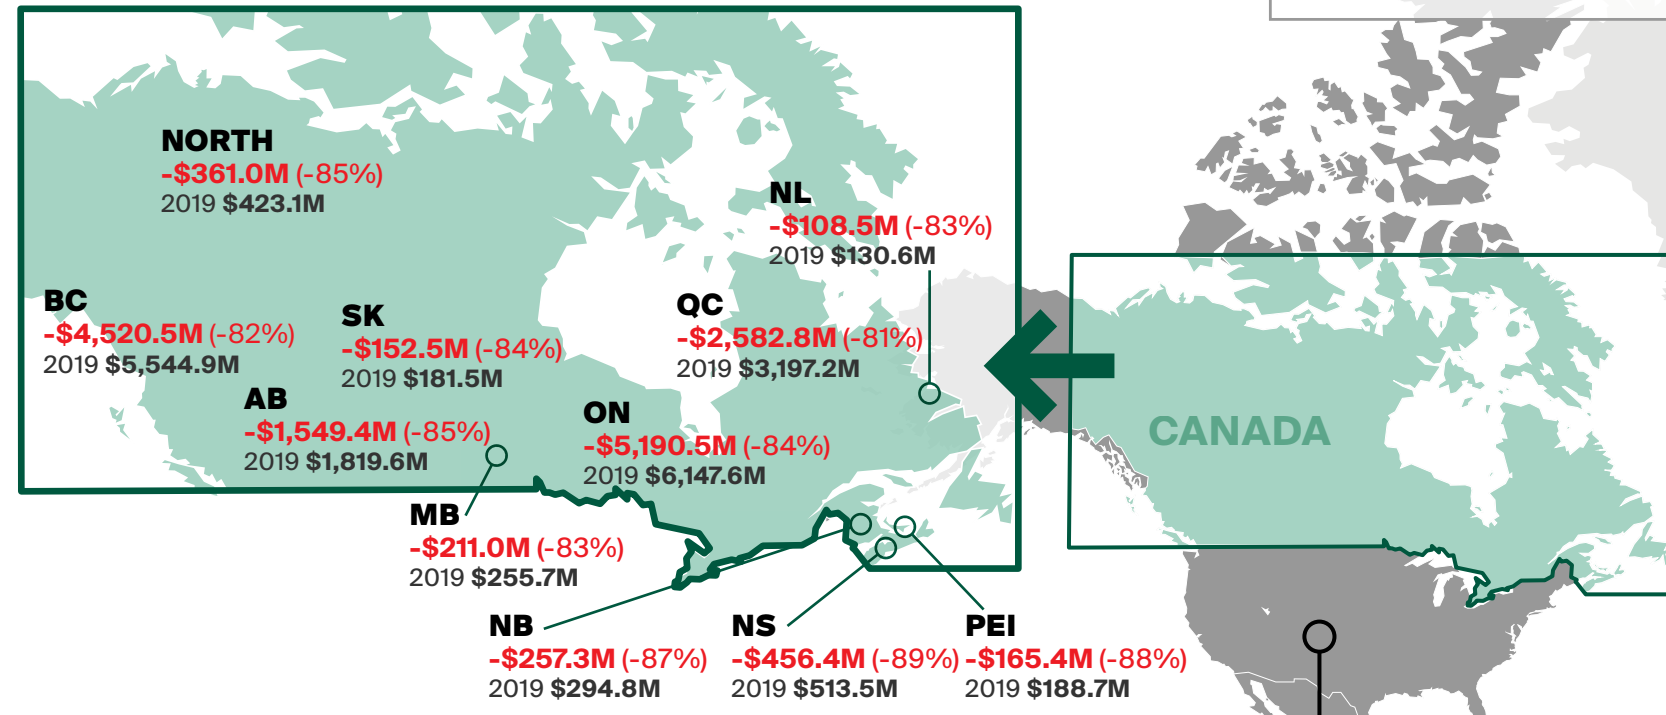 NORTH
-$361.0M (-85%)
2019 $423.1M
NL
-$108.5M (-83%)
2019 $130.6M
BC
-$4,520.5M (-82%)
2019 $5,544.9M
SK
-$152.5M (-84%)
2019 $181.5M
QC
-$2,582.8M (-81%)
2019 $3,197.2M
AB
-$1,549.4M (-85%)
2019 $1,819.6M
ON
-$5,190.5M (-84%)
2019 $6,147.6M
CANADA
MB
-$211.0M (-83%)
2019 $255.7M
NB
-$257.3M (-87%)
2019 $294.8M
NS
-$456.4M (-89%)
2019 $513.5M
PEI
-$165.4M (-88%)
2019 $188.7M